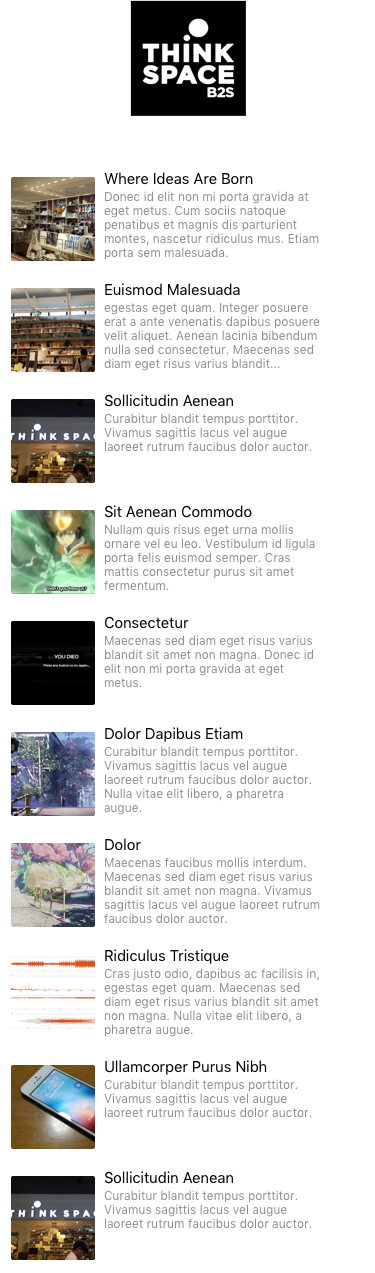 THINK
SPACE
B2S
Where Ideas Are Born
Donec id elit non mi porta gravida at
eget metus. Cum sociis natoque
penatibus et magnis dis parturient
montes, nascetur ridiculus mus. Etiam
porta sem malesuada.
Euismod Malesuada
egestas eget quam. Integer posuere
erat a ante venenatis dapibus posuere
velit aliquet. Aenean lacinia bibendum
nulla sed consectetur. Maecenas sed
diam eget risus varius blandit...
Sollicitudin Aenean
Curabitur blandit tempus porttitor.
Vivamus sagittis lacus vel augue
laoreet rutrum faucibus dolor auctor.
THINK SPAC
Sit Aenean Commodo
Nullam quis risus eget urna mollis
ornare vel eu leo. Vestibulum id ligula
porta felis euismod semper. Cras
mattis consectetur purus sit amet
fermentum.
Didn't you hear us?
Consectetur
Maecenas sed diam eget risus varius
blandit sit amet non magna. Donec id
elit non mi porta gravida at eget
metus.
YOU DIED
Press any button to try again...
Dolor Dapibus Etiam
Curabitur blandit tempus porttitor.
Vivamus sagittis lacus vel augue
laoreet rutrum faucibus dolor auctor.
Nulla vitae elit libero, a pharetra
augue.
Dolor
Maecenas faucibus mollis interdum.
Maecenas sed diam eget risus varius
blandit sit amet non magna. Vivamus
sagittis lacus vel augue laoreet rutrum
faucibus dolor auctor.
Ridiculus Tristique
Cras justo odio, dapibus ac facilisis in,
egestas eget quam. Maecenas sed
diam eget risus varius blandit sit amet
non magna. Nulla vitae elit libero, a
pharetra augue.
Ullamcorper Purus Nibh
Curabitur blandit tempus porttitor.
Vivamus sagittis lacus vel augue
laoreet rutrum faucibus dolor auctor.
Sollicitudin Aenean
Curabitur blandit tempus porttitor.
Vivamus sagittis lacus vel augue
laoreet rutrum faucibus dolor auctor.
THINK SPAC